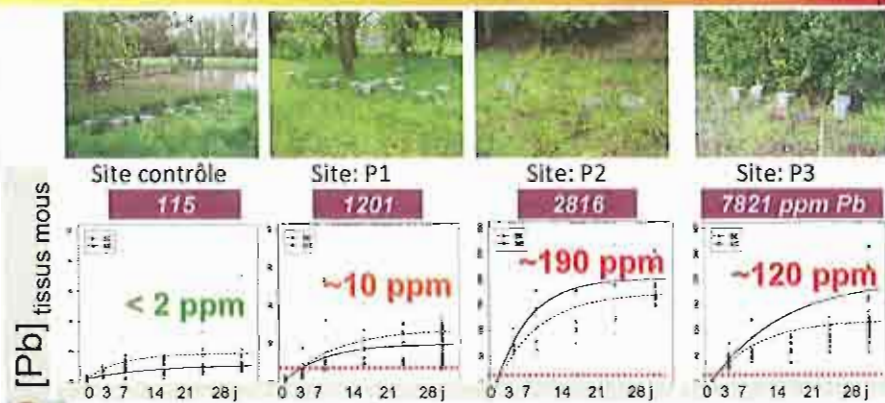 Site contrôle Site: P1 Site: P2 Site: P3
115 1201 2816 7821 ppm Pb
[Pb] tissus mous
< 2 ppm ~10 ppm ~190 ppm ~120 ppm
0 3 7 14 21 28 j 0 3 7 14 21 28 j 0 3 7 14 21 28 j 0 3 7 14 21 28 j